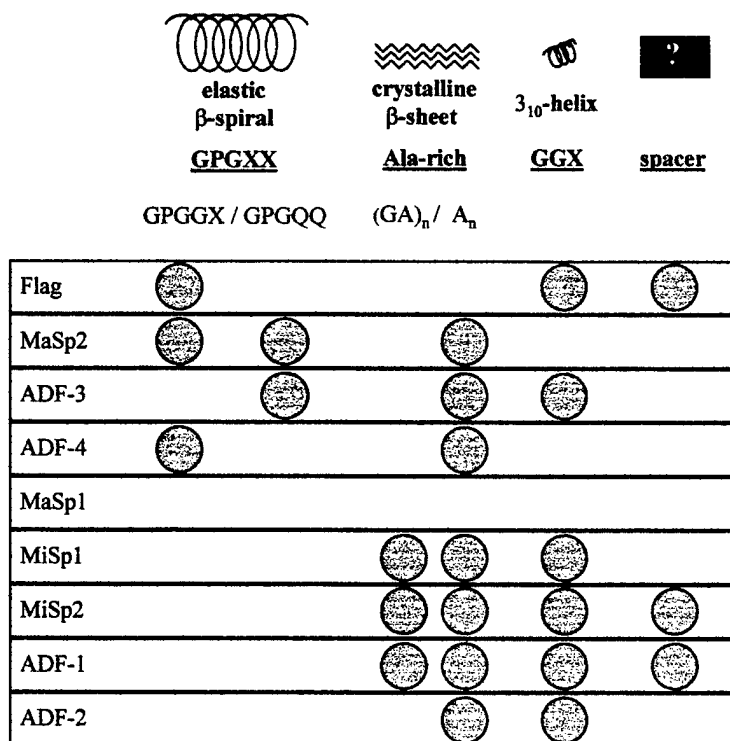 ?
elastic
β-spiral
crystalline
β-sheet
3₁₀-helix
GPGXX
Ala-rich
GGX
spacer
GPGGX / GPGQQ
(GA)ₙ / Aₙ
Flag
MaSp2
ADF-3
ADF-4
MaSp1
MiSp1
MiSp2
ADF-1
ADF-2